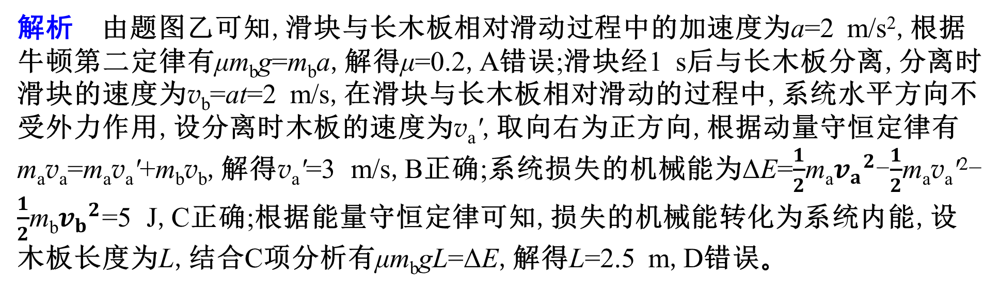 解析　由题图乙可知,滑块与长木板相对滑动过程中的加速度为a=2 m/s²,根据
牛顿第二定律有μm_bg=m_ba,解得μ=0.2,A错误;滑块经1 s后与长木板分离,分离时
滑块的速度为v_b=at=2 m/s,在滑块与长木板相对滑动的过程中,系统水平方向不
受外力作用,设分离时木板的速度为v_a′,取向右为正方向,根据动量守恒定律有
m_av_a=m_av_a′+m_bv_b,解得v_a′=3 m/s,B正确;系统损失的机械能为ΔE=1/2m_av_a²−1/2m_av_a′²−
1/2m_bv_b²=5 J,C正确;根据能量守恒定律可知,损失的机械能转化为系统内能,设
木板长度为L,结合C项分析有μm_bgL=ΔE,解得L=2.5 m,D错误。